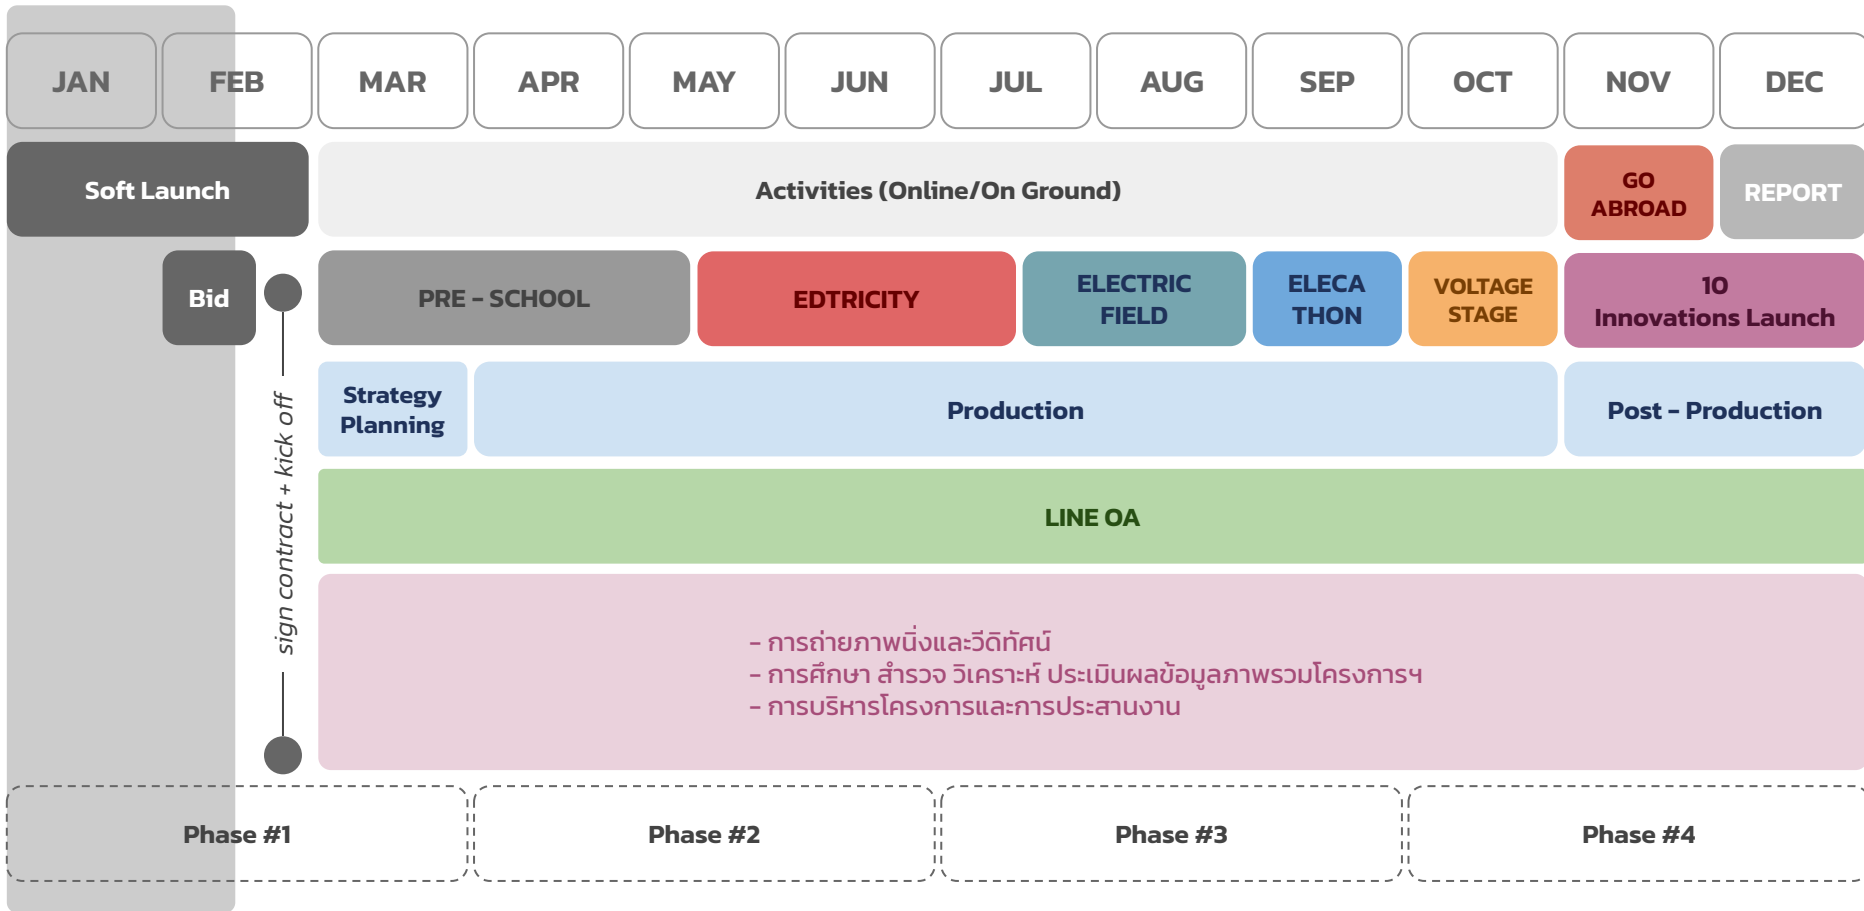 JAN
FEB
MAR
APR
MAY
JUN
JUL
AUG
SEP
OCT
NOV
DEC
Soft Launch
Activities (Online/On Ground)
GO
ABROAD
REPORT
Bid
PRE - SCHOOL
EDTRICITY
ELECTRIC
FIELD
ELECA
THON
VOLTAGE
STAGE
10
Innovations Launch
sign contract + kick off
Strategy
Planning
Production
Post - Production
LINE OA
- การถ่ายภาพนิ่งและวีดิทัศน์
- การศึกษา สำรวจ วิเคราะห์ ประเมินผลข้อมูลภาพรวมโครงการฯ
- การบริหารโครงการและการประสานงาน
Phase #1
Phase #2
Phase #3
Phase #4